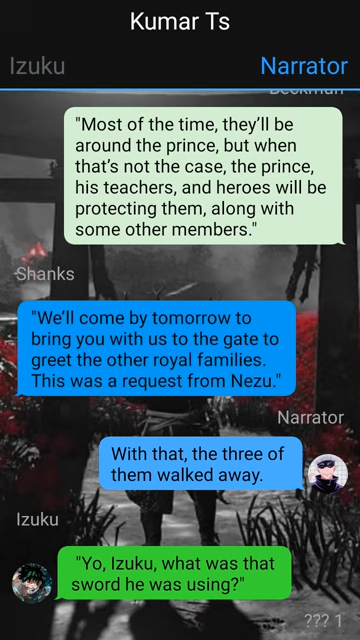 Kumar Ts
Izuku
Narrator
Beckman
"Most of the time, they’ll be
around the prince, but when
that’s not the case, the prince,
his teachers, and heroes will be
protecting them, along with
some other members."
Shanks
"We’ll come by tomorrow to
bring you with us to the gate to
greet the other royal families.
This was a request from Nezu."
Narrator
With that, the three of
them walked away.
Izuku
"Yo, Izuku, what was that
sword he was using?"
??? 1